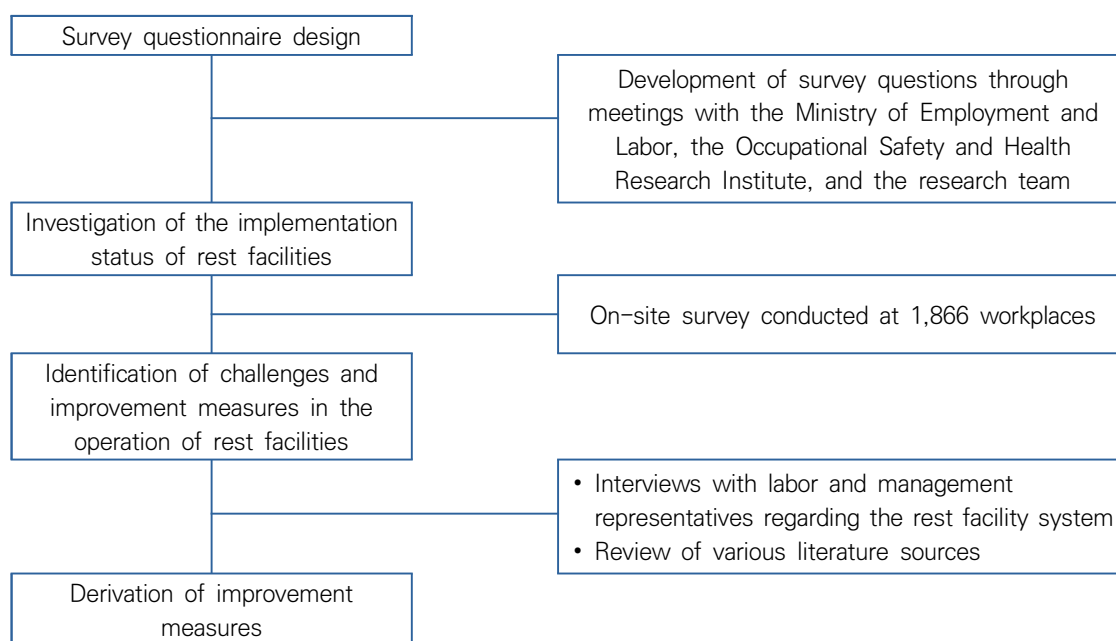 Survey questionnaire design
Development of survey questions through
meetings with the Ministry of Employment and
Labor, the Occupational Safety and Health
Research Institute, and the research team
Investigation of the implementation
status of rest facilities
On-site survey conducted at 1,866 workplaces
Identification of challenges and
improvement measures in the
operation of rest facilities
• Interviews with labor and management
representatives regarding the rest facility system
• Review of various literature sources
Derivation of improvement
measures